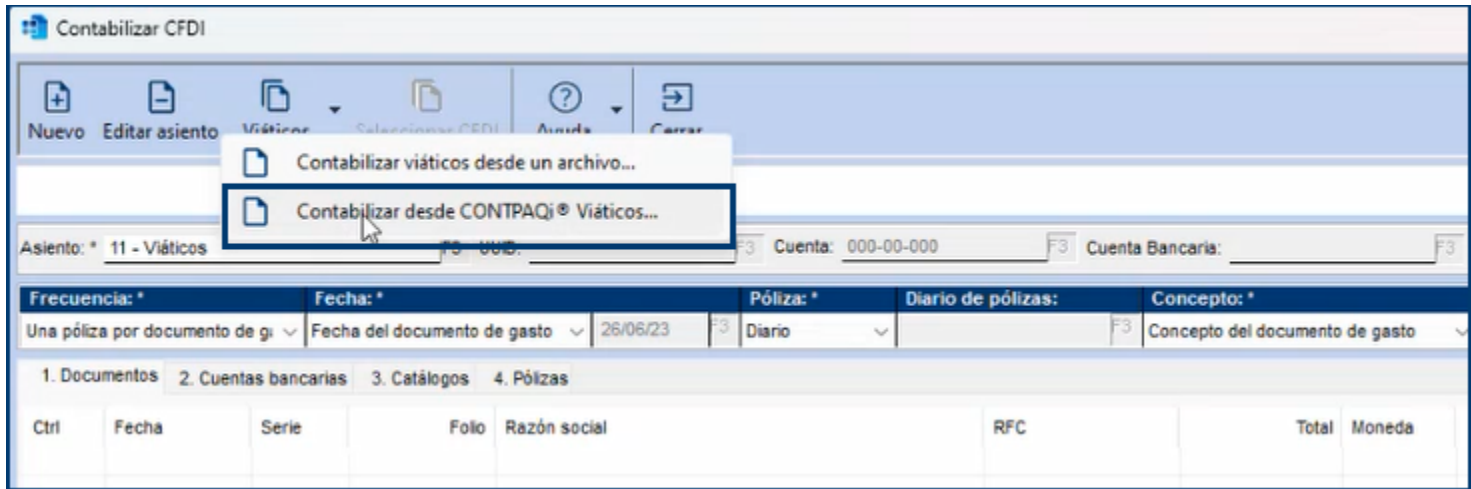 Contabilizar CFDI
Nuevo Editar asiento Viáticos Seleccionar CFDI Ayuda Cerrar
Contabilizar viáticos desde un archivo...
Contabilizar desde CONTPAQi® Viáticos...
Asiento: * 11 - Viáticos F3 UUID: F3 Cuenta: 000-00-000 F3 Cuenta Bancaria: F3
Frecuencia: * Fecha: * Póliza: * Diario de pólizas: Concepto: *
Una póliza por documento de g Fecha del documento de gasto 26/06/23 F3 Diario F3 Concepto del documento de gasto
1. Documentos 2. Cuentas bancarias 3. Catálogos 4. Pólizas
Ctrl Fecha Serie Folio Razón social RFC Total Moneda